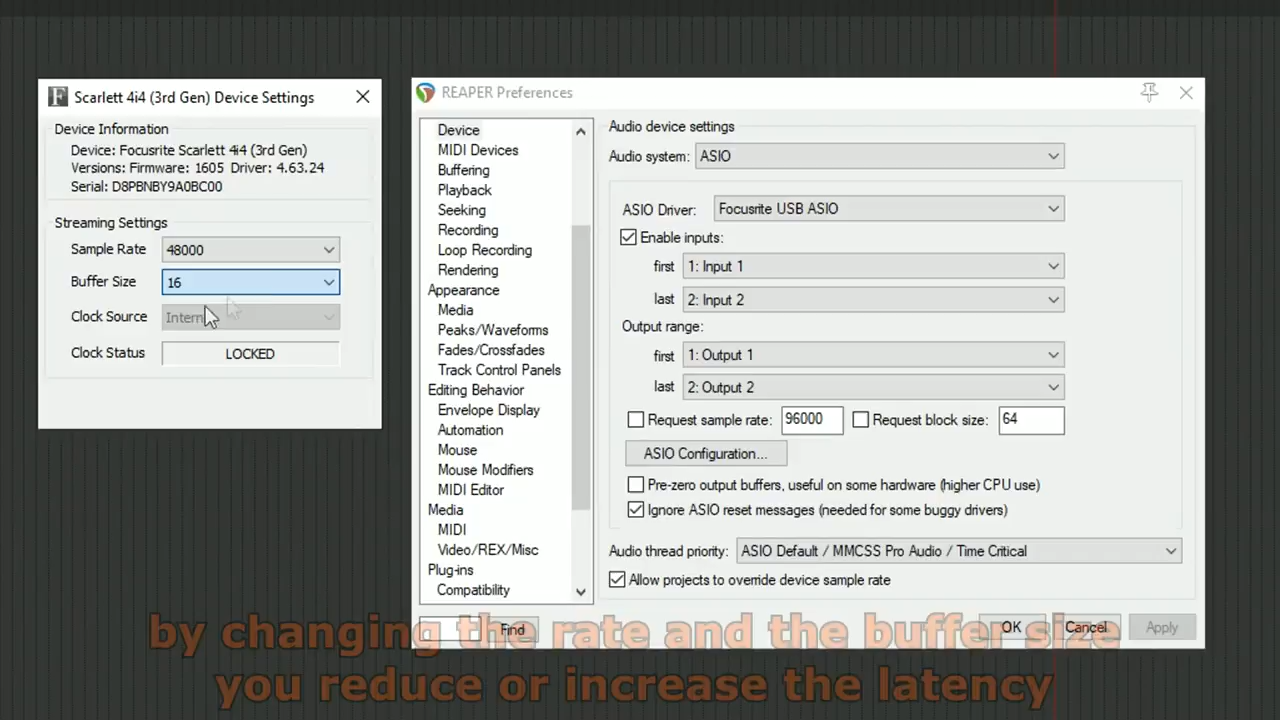 Scarlett 4i4 (3rd Gen) Device Settings
Device Information
Device: Focusrite Scarlett 4i4 (3rd Gen)
Versions: Firmware: 1605 Driver: 4.63.24
Serial: D8PBNBY9A0BC00
Streaming Settings
Sample Rate 48000
Buffer Size 16
Clock Source Intern
Clock Status LOCKED
REAPER Preferences
Device
MIDI Devices
Buffering
Playback
Seeking
Recording
Loop Recording
Rendering
Appearance
Media
Peaks/Waveforms
Fades/Crossfades
Track Control Panels
Editing Behavior
Envelope Display
Automation
Mouse
Mouse Modifiers
MIDI Editor
Media
MIDI
Video/REX/Misc
Plug-ins
Compatibility
Find
Audio device settings
Audio system: ASIO
ASIO Driver: Focusrite USB ASIO
Enable inputs:
first 1: Input 1
last 2: Input 2
Output range:
first 1: Output 1
last 2: Output 2
Request sample rate: 96000 Request block size: 64
ASIO Configuration...
Pre-zero output buffers, useful on some hardware (higher CPU use)
Ignore ASIO reset messages (needed for some buggy drivers)
Audio thread priority: ASIO Default / MMCSS Pro Audio / Time Critical
Allow projects to override device sample rate
OK Cancel Apply
by changing the rate and the buffer size
you reduce or increase the latency